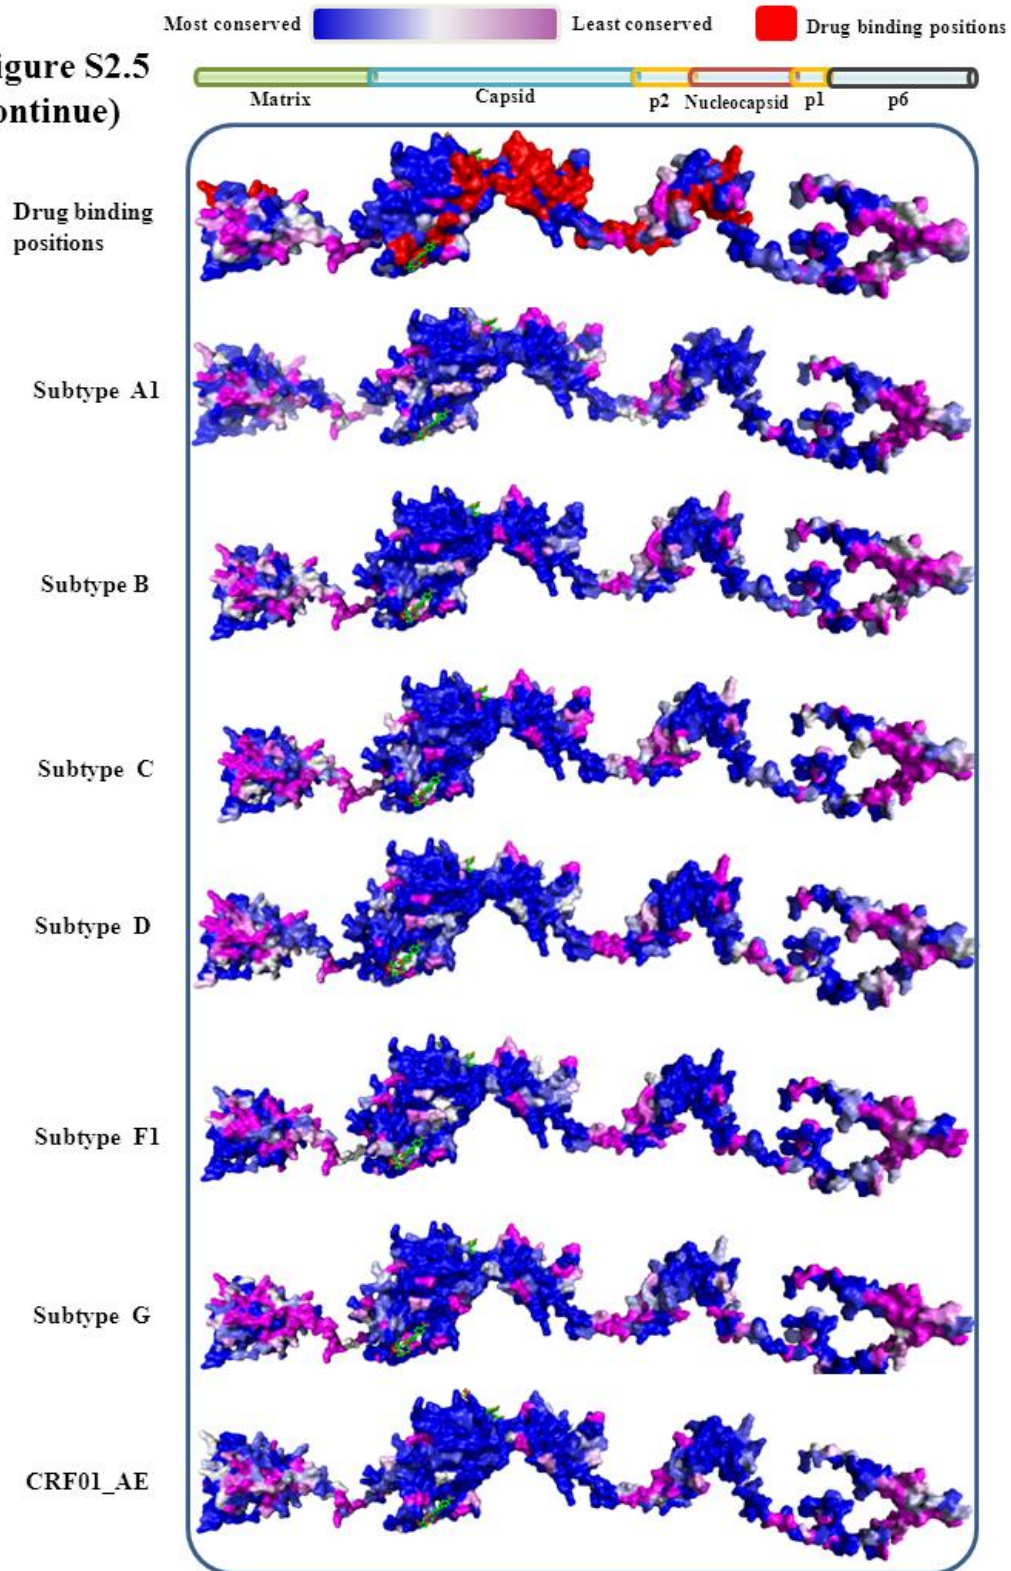 Most conserved Least conserved Drug binding positions
igure S2.5
ontinue)
Matrix Capsid p2 Nucleocapsid p1 p6
Drug binding
positions
Subtype A1
Subtype B
Subtype C
Subtype D
Subtype F1
Subtype G
CRF01_AE